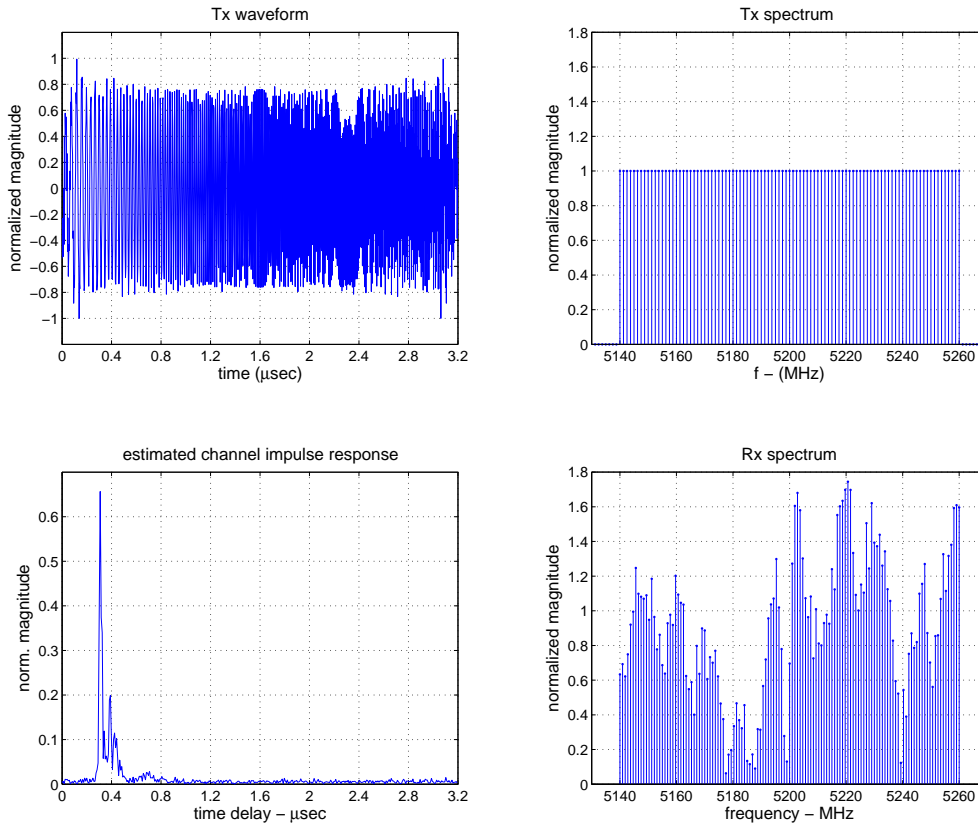 Tx waveform
normalized magnitude
1
0.8
0.6
0.4
0.2
0
−0.2
−0.4
−0.6
−0.8
−1
0 0.4 0.8 1.2 1.6 2 2.4 2.8 3.2
time (μsec)
Tx spectrum
normalized magnitude
1.8
1.6
1.4
1.2
1
0.8
0.6
0.4
0.2
0
5140 5160 5180 5200 5220 5240 5260
f − (MHz)
estimated channel impulse response
norm. magnitude
0.6
0.5
0.4
0.3
0.2
0.1
0
0 0.4 0.8 1.2 1.6 2 2.4 2.8 3.2
time delay − μsec
Rx spectrum
normalized magnitude
1.8
1.6
1.4
1.2
1
0.8
0.6
0.4
0.2
0
5140 5160 5180 5200 5220 5240 5260
frequency − MHz